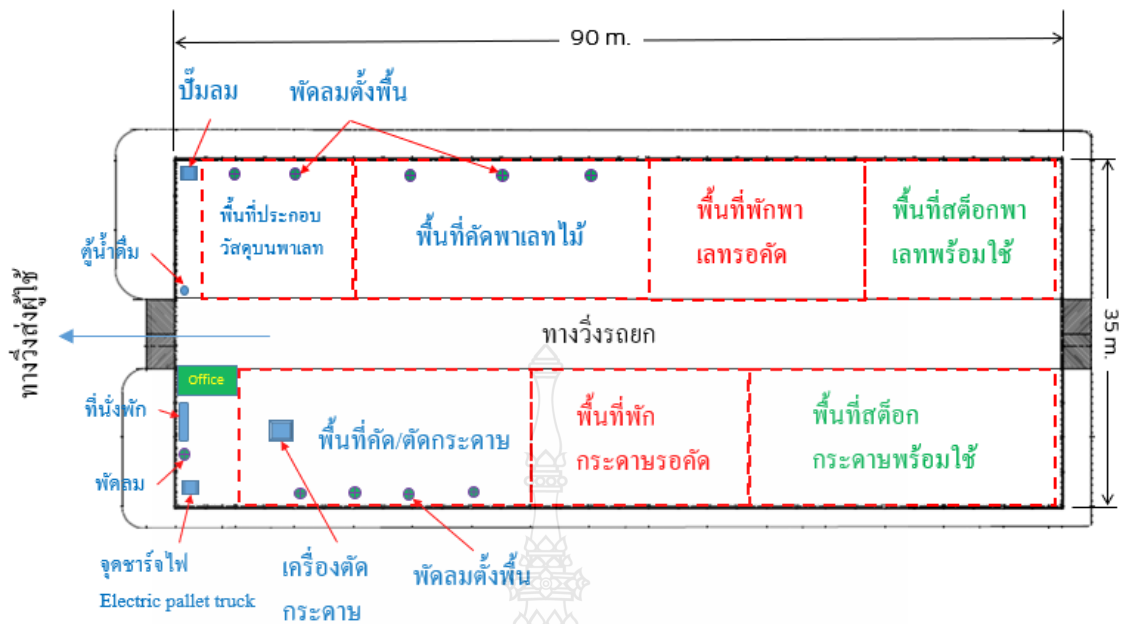 90 m.
ปั๊มลม
พัดลมตั้งพื้น
พื้นที่ประกอบ
วัสดุบนพาเลท
พื้นที่คัดพาเลทไม้
พื้นที่พักพา
เลทรอคัด
พื้นที่สต็อกพา
เลทพร้อมใช้
ตู้น้ำดื่ม
ทางวิ่งส่งผู้ใช้
ทางวิ่งรถยก
35 m.
Office
ที่นั่งพัก
พื้นที่คัด/ตัดกระดาษ
พื้นที่พัก
กระดาษรอคัด
พื้นที่สต็อก
กระดาษพร้อมใช้
พัดลม
จุดชาร์จไฟ
Electric pallet truck
เครื่องตัด
กระดาษ
พัดลมตั้งพื้น